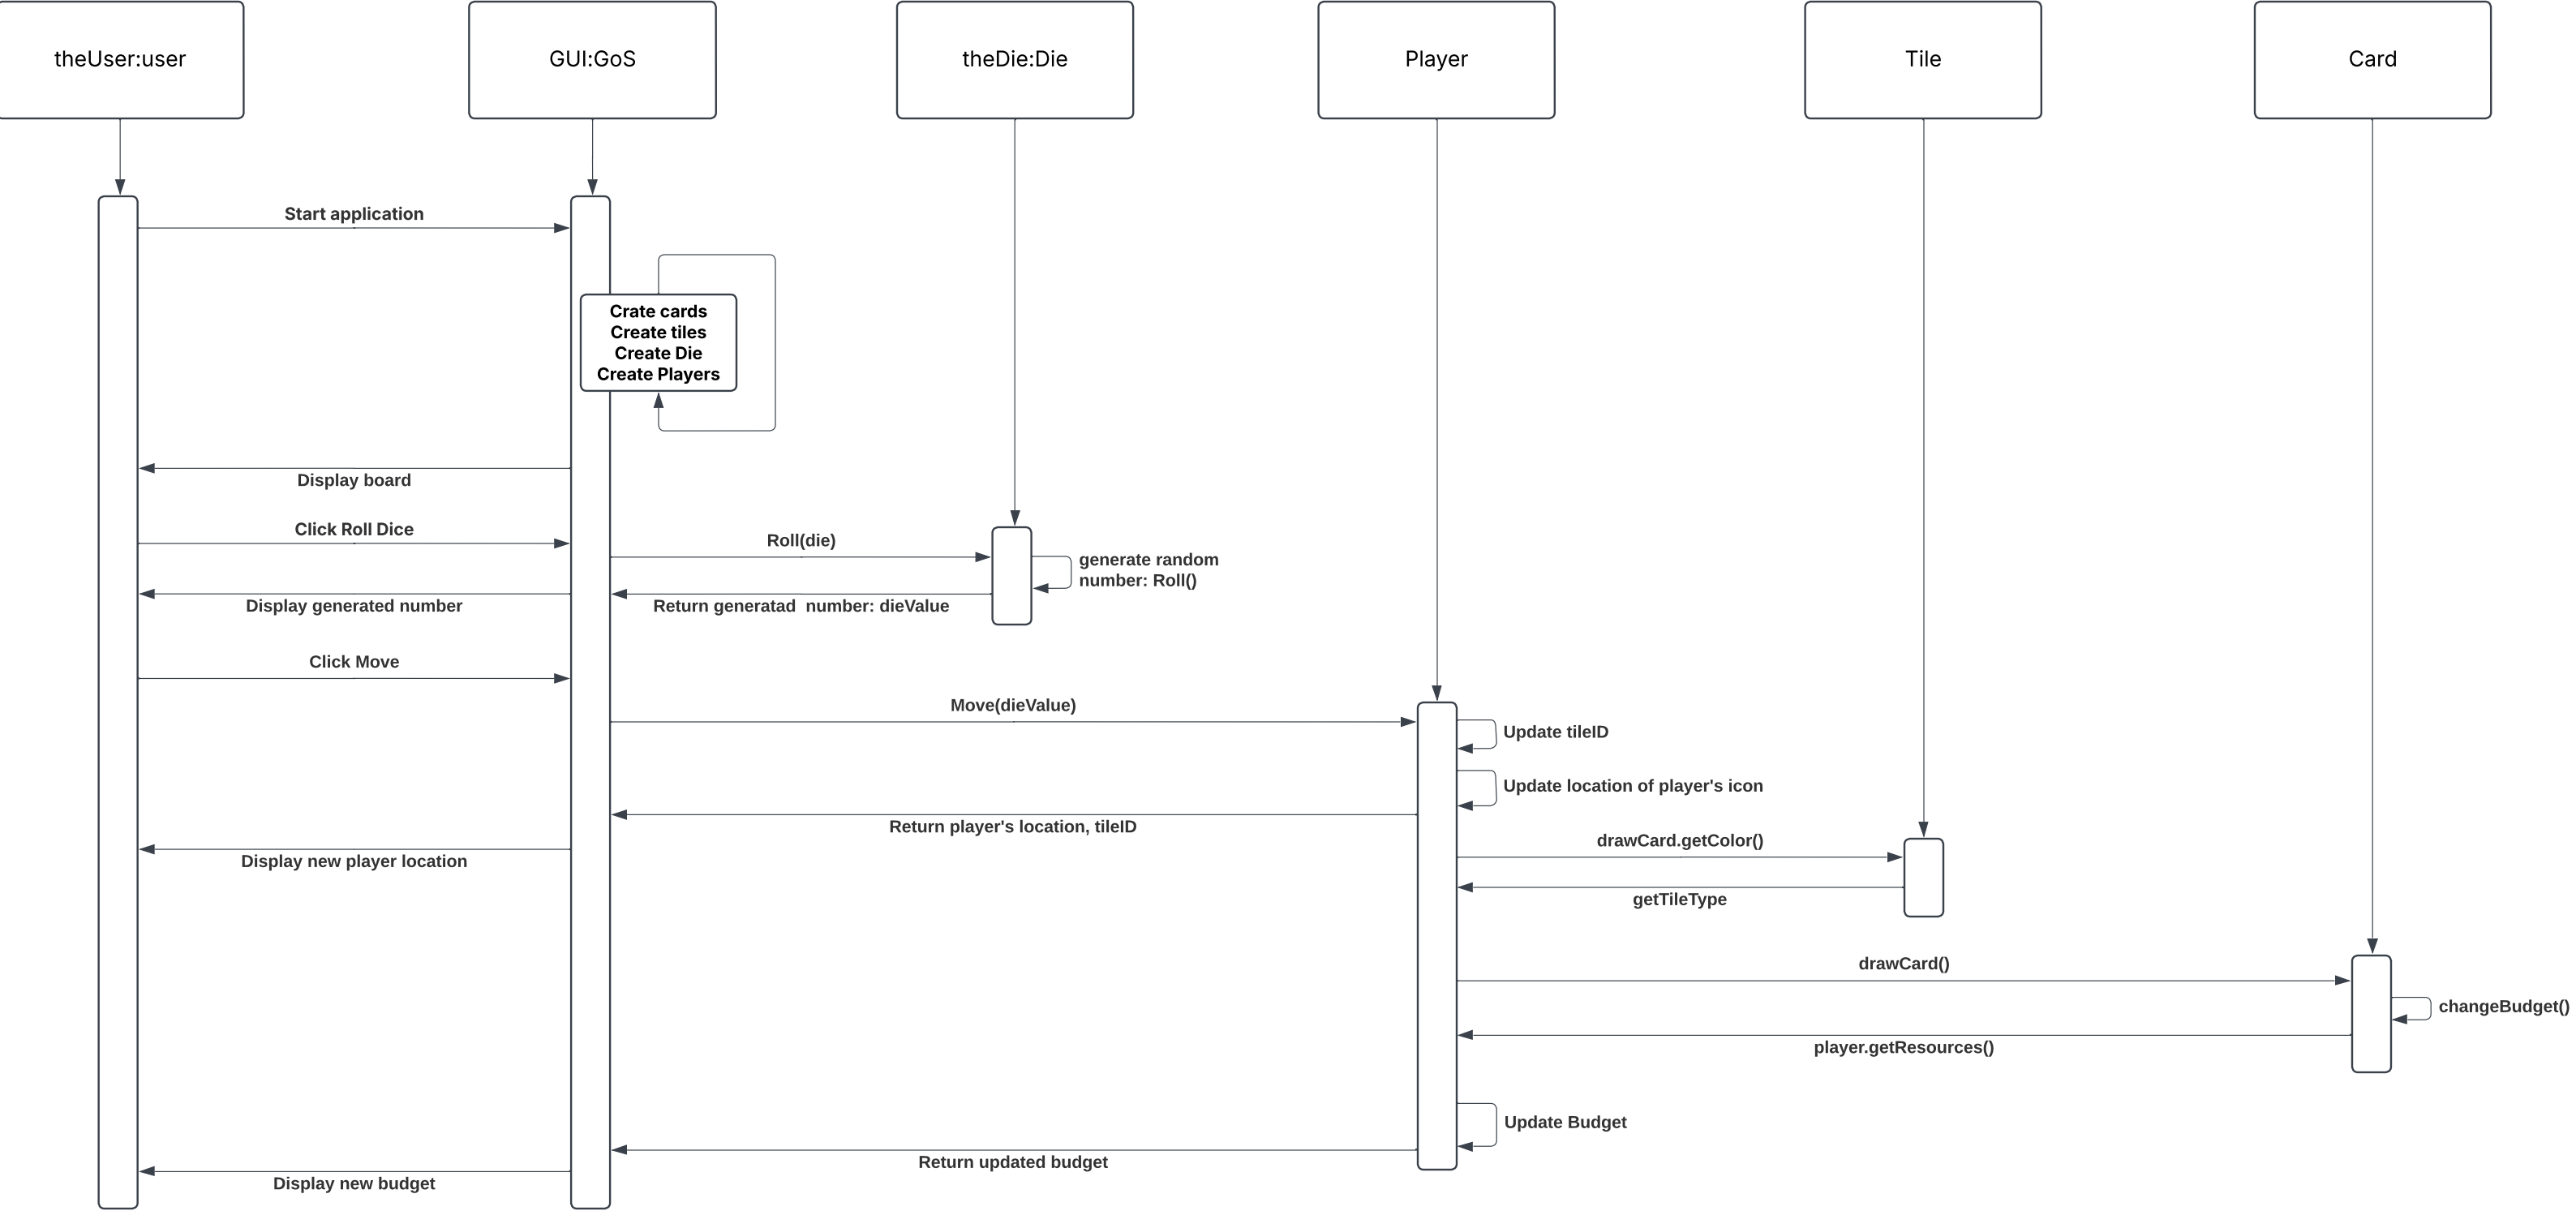 theUser:user
GUI:GoS
theDie:Die
Player
Tile
Card
Start application
Crate cards
Create tiles
Create Die
Create Players
Display board
Click Roll Dice
Roll(die)
generate random
number: Roll()
Display generated number
Return generatad  number: dieValue
Click Move
Move(dieValue)
Update tileID
Update location of player's icon
Return player's location, tileID
drawCard.getColor()
Display new player location
getTileType
drawCard()
changeBudget()
player.getResources()
Update Budget
Return updated budget
Display new budget